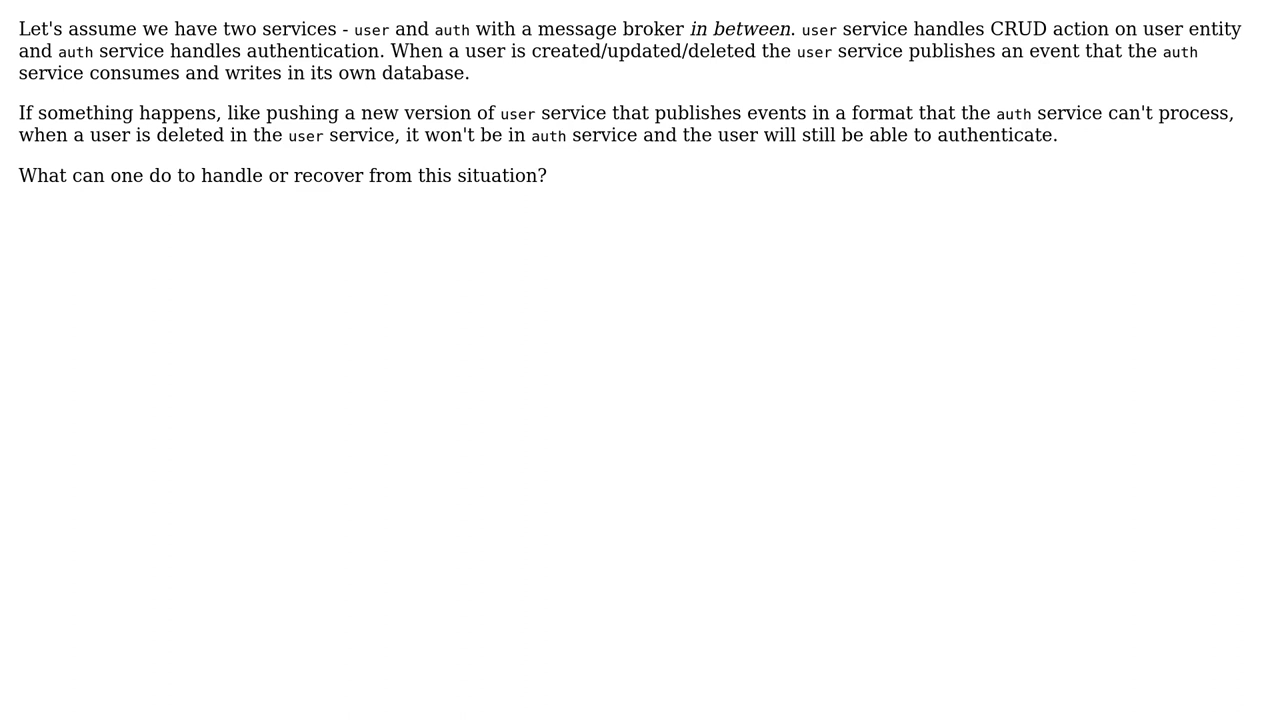 Let's assume we have two services - user and auth with a message broker in between. user service handles CRUD action on user entity
and auth service handles authentication. When a user is created/updated/deleted the user service publishes an event that the auth
service consumes and writes in its own database.
If something happens, like pushing a new version of user service that publishes events in a format that the auth service can't process,
when a user is deleted in the user service, it won't be in auth service and the user will still be able to authenticate.
What can one do to handle or recover from this situation?